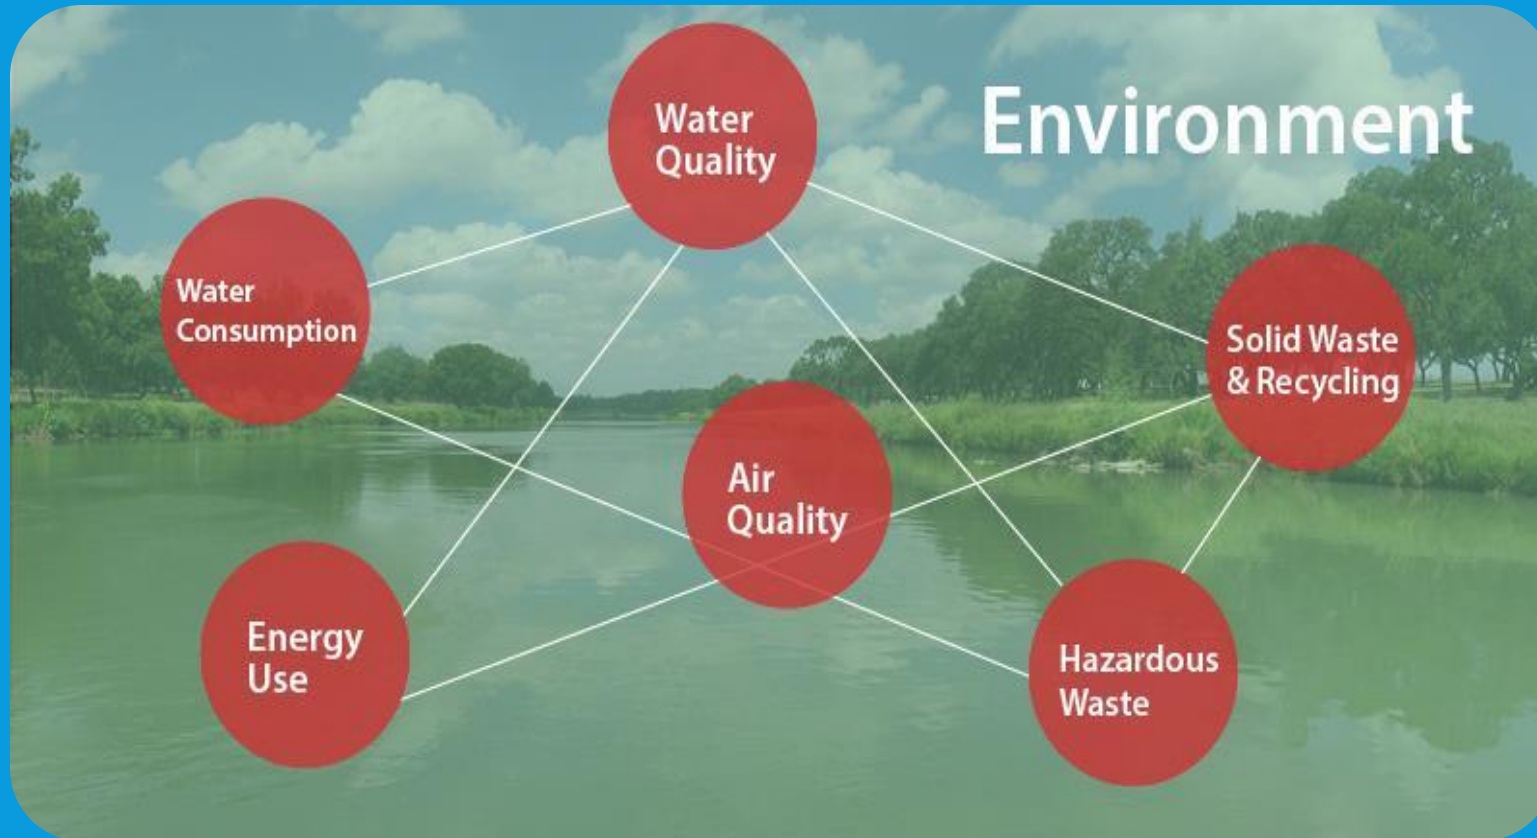 Environment
Water
Quality
Water
Consumption
Solid Waste
& Recycling
Air
Quality
Energy
Use
Hazardous
Waste